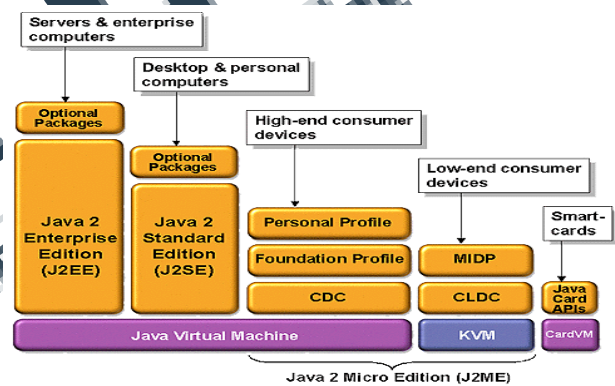 Servers & enterprise
computers
Desktop & personal
computers
High-end consumer
devices
Low-end consumer
devices
Smart-
cards
Optional
Packages
Java 2
Enterprise
Edition
(J2EE)
Optional
Packages
Java 2
Standard
Edition
(J2SE)
Personal Profile
Foundation Profile
CDC
MIDP
CLDC
Java
Card
APIs
Java Virtual Machine
KVM
CardVM
Java 2 Micro Edition (J2ME)